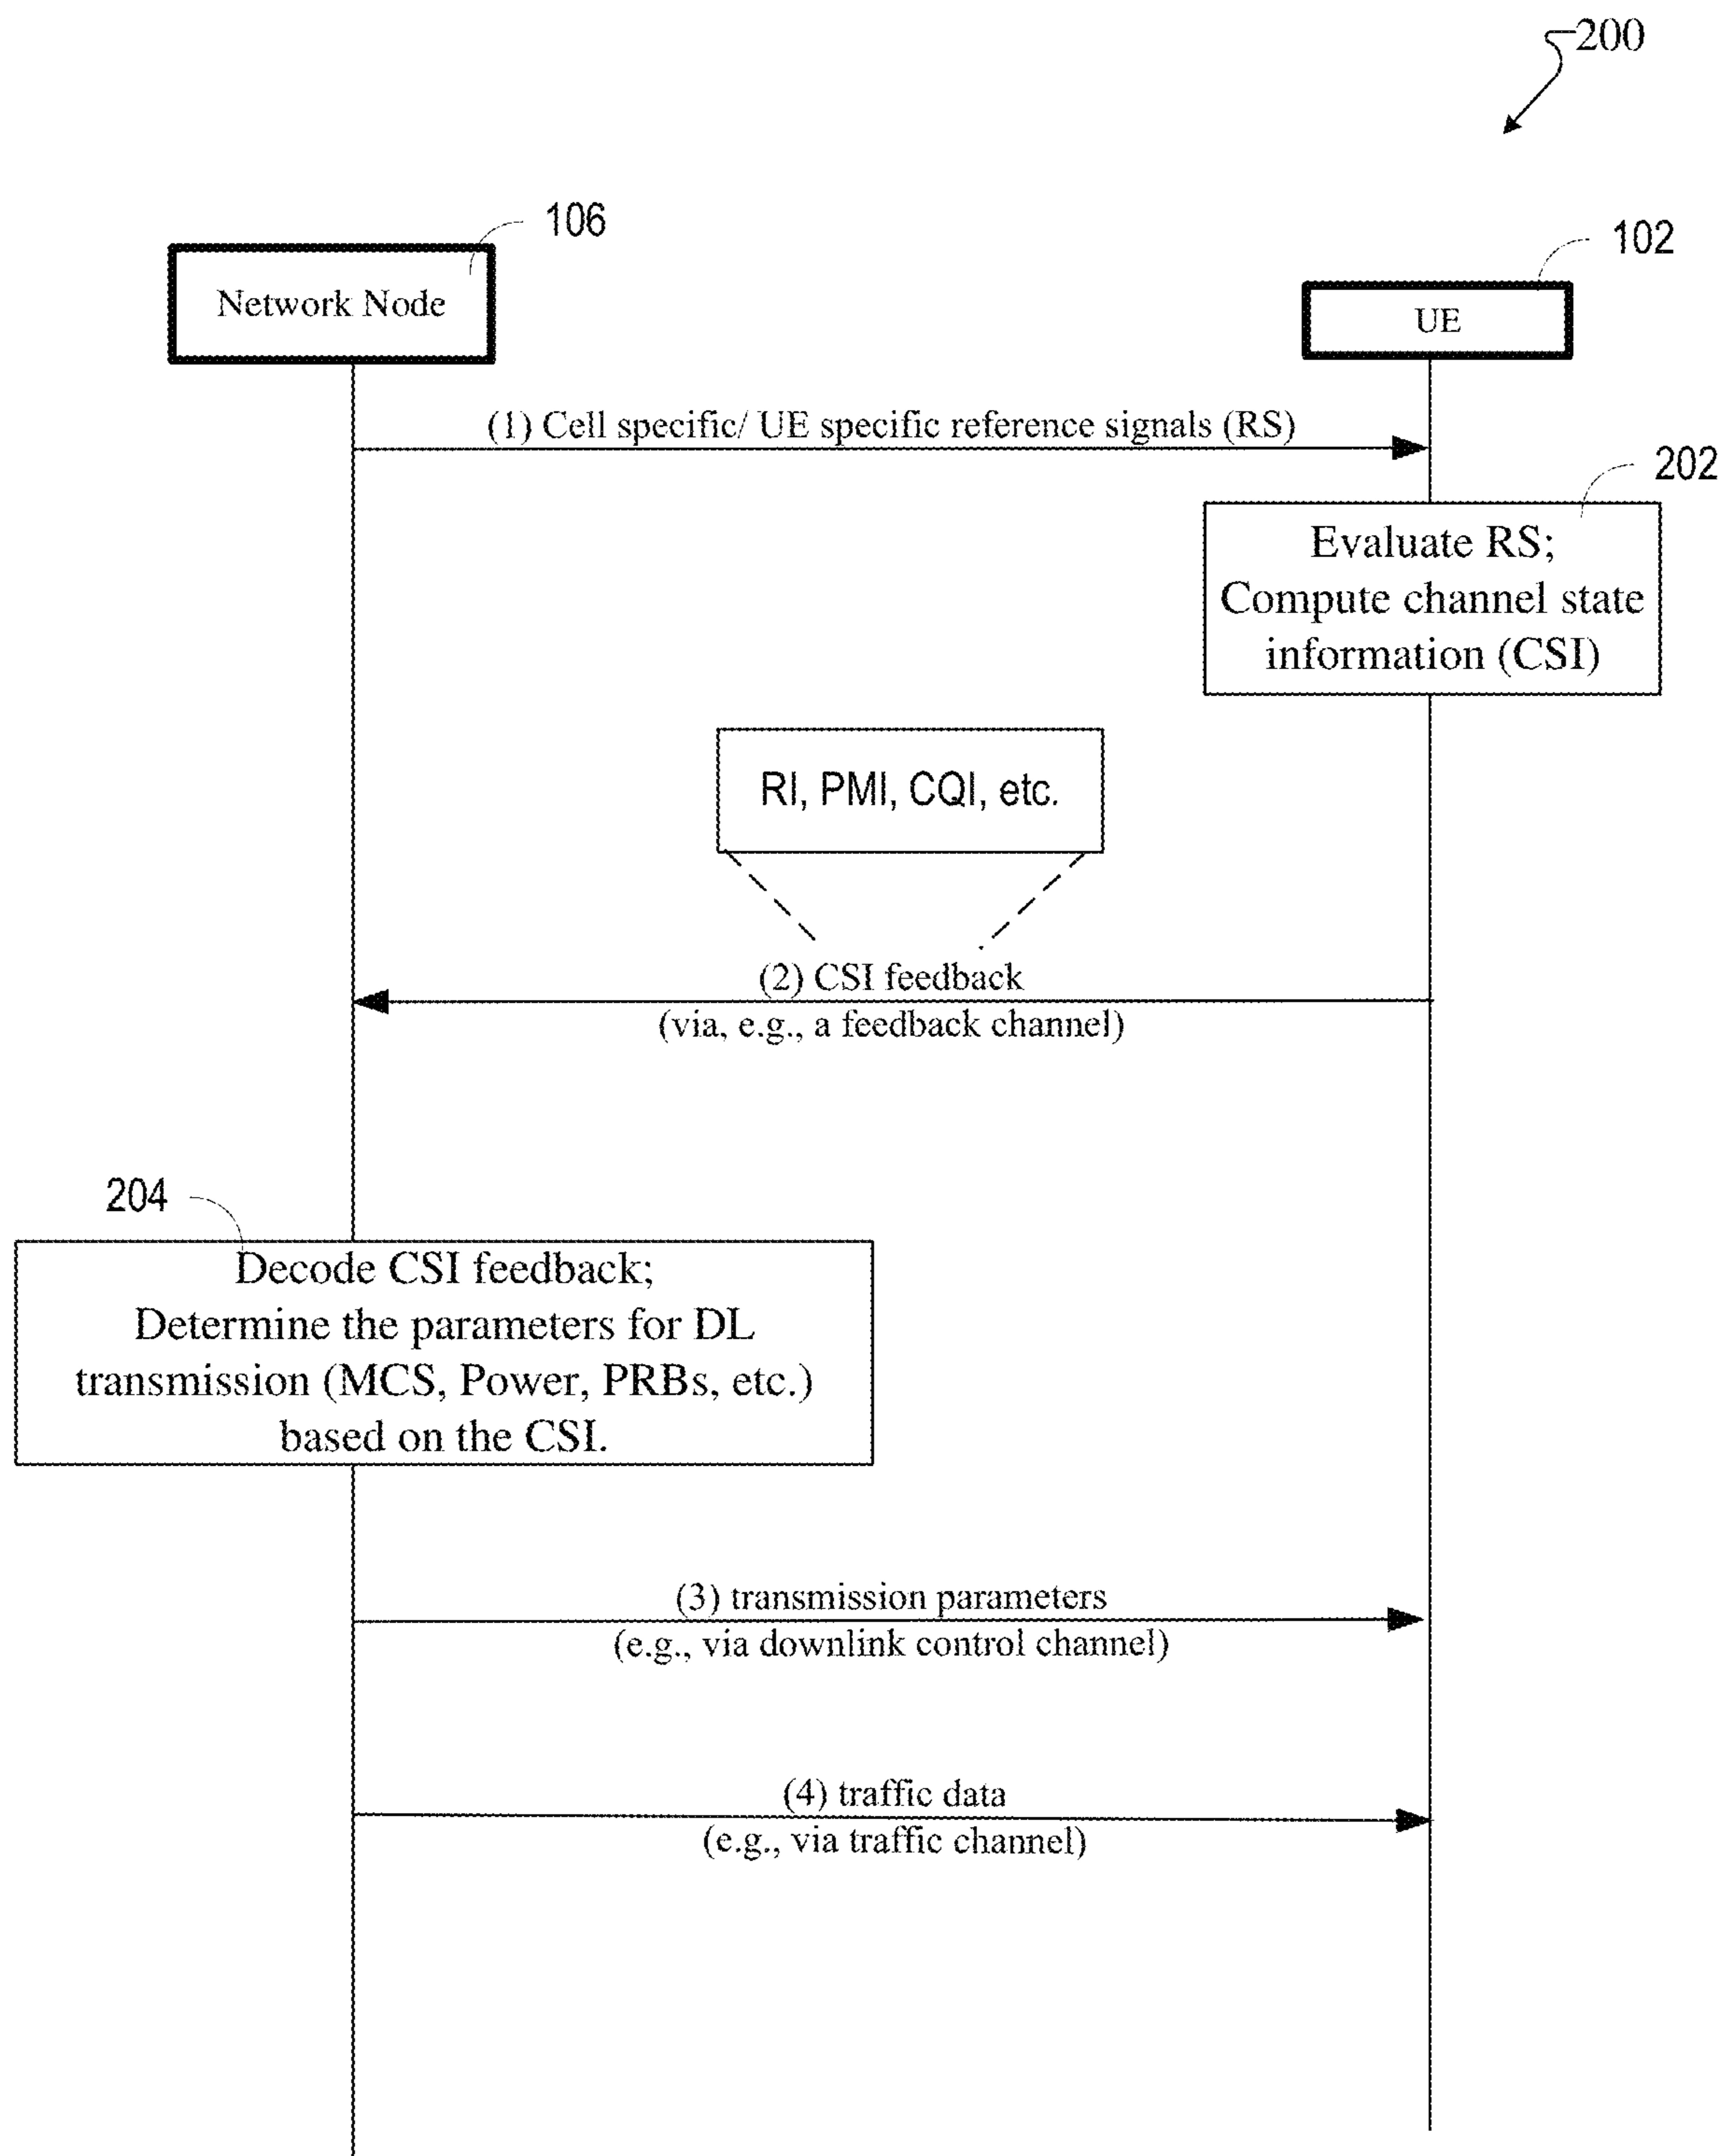 200
106
102
Network Node
UE
(1) Cell specific/ UE specific reference signals (RS)
202
Evaluate RS;
Compute channel state
information (CSI)
RI, PMI, CQI, etc.
(2) CSI feedback
(via, e.g., a feedback channel)
204
Decode CSI feedback;
Determine the parameters for DL
transmission (MCS, Power, PRBs, etc.)
based on the CSI.
(3) transmission parameters
(e.g., via downlink control channel)
(4) traffic data
(e.g., via traffic channel)